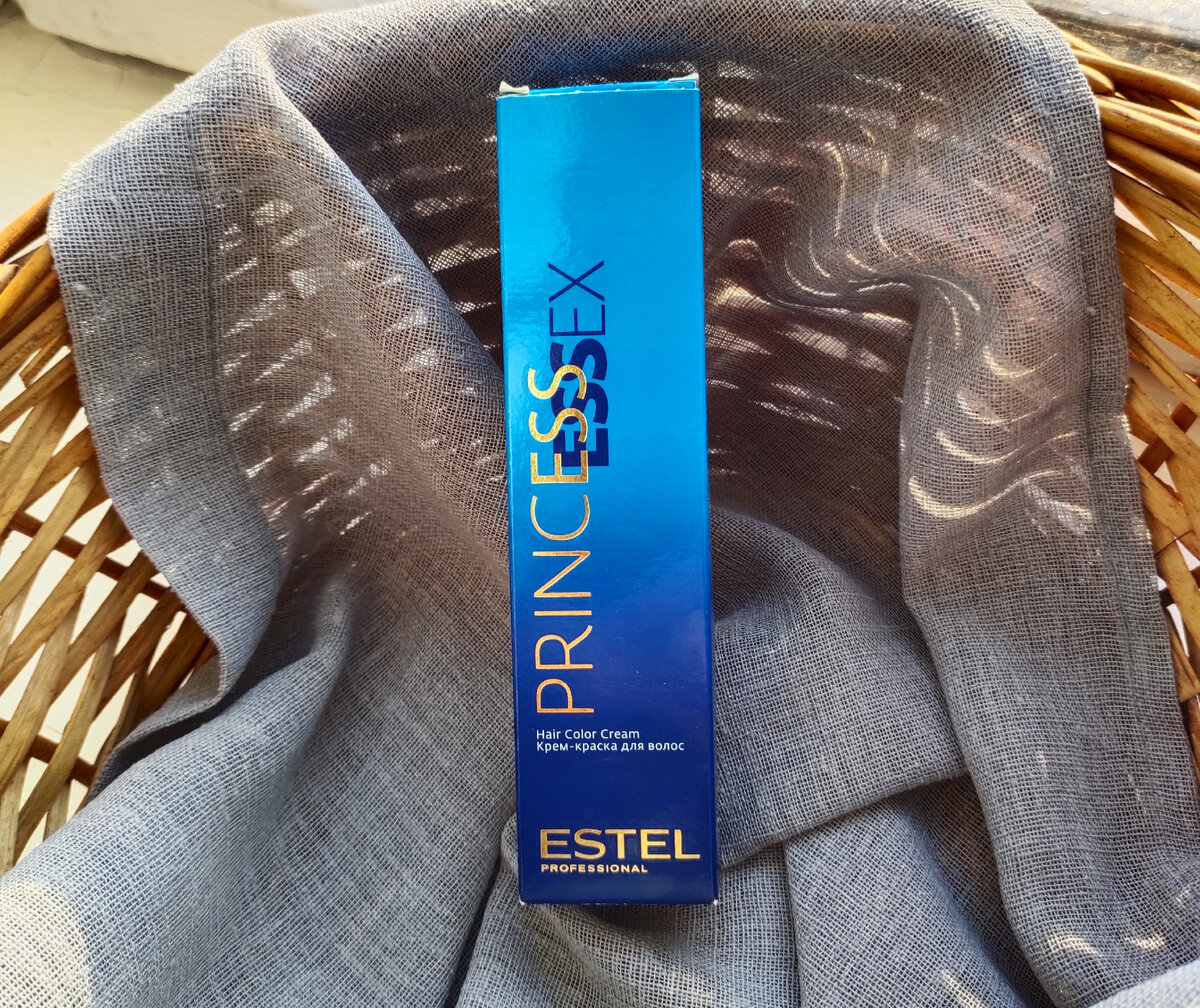 PRINCESS
ESSEX
Hair Color Cream
Крем-краска для волос
ESTEL
PROFESSIONAL